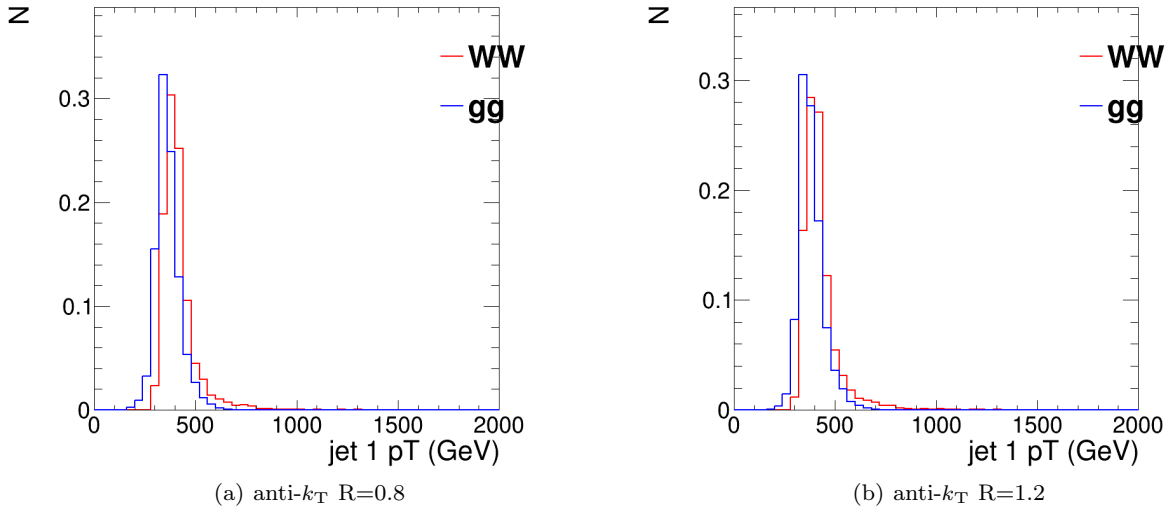 N
WW
gg
0.3
0.2
0.1
0
0 500 1000 1500 2000
jet 1 pT (GeV)
(a) anti-kT R=0.8
N
WW
gg
0.3
0.2
0.1
0
0 500 1000 1500 2000
jet 1 pT (GeV)
(b) anti-kT R=1.2